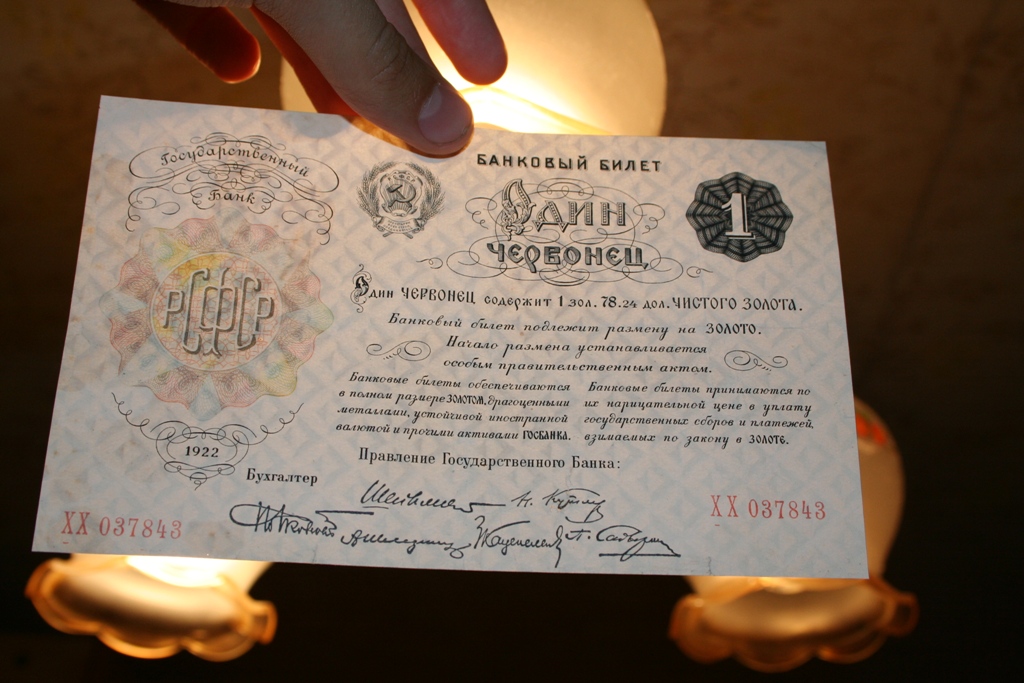 Государственный
Банк
БАНКОВЫЙ БИЛЕТ
ОДИН
ЧЕРВОНЕЦ
1
РСФСР
Один ЧЕРВОНЕЦ содержит 1 зол. 78.24 дол. ЧИСТОГО ЗОЛОТА.
Банковый билет подлежит размену на ЗОЛОТО.
Начало размена устанавливается
особым правительственным актом.
Банковые билеты обеспечиваются
в полном размере ЗОЛОТОМ, драгоценными
металлами, устойчивой иностранной
валютой и прочими активами ГОСБАНКА.
Банковые билеты принимаются по
их нарицательной цене в уплату
государственных сборов и платежей,
взимаемых по закону в ЗОЛОТЕ.
1922
Правление Государственного Банка:
Бухгалтер
XX 037843
XX 037843